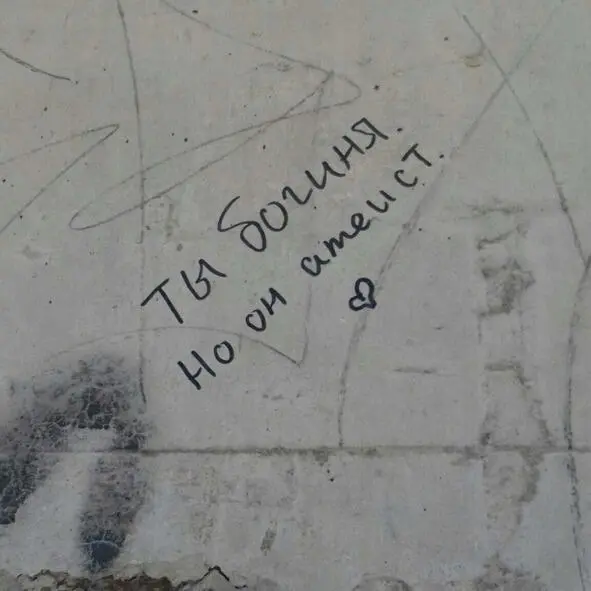 Ты богиня.
Но он атеист.